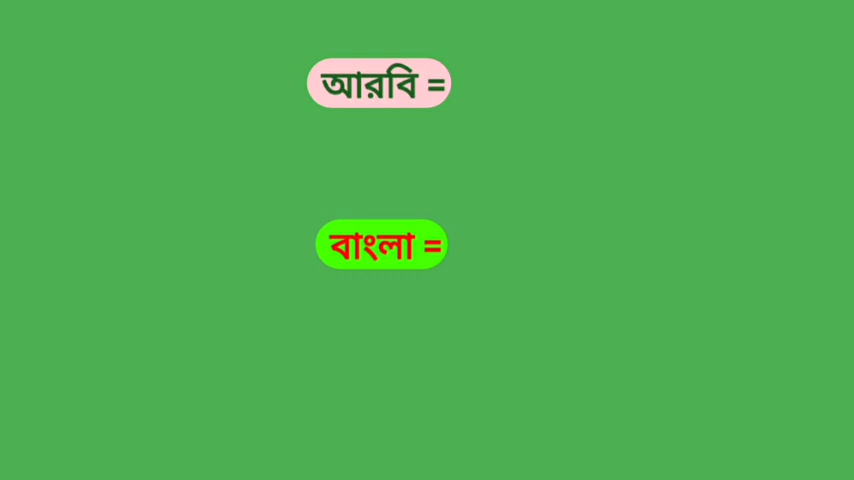 আরবি =
বাংলা =